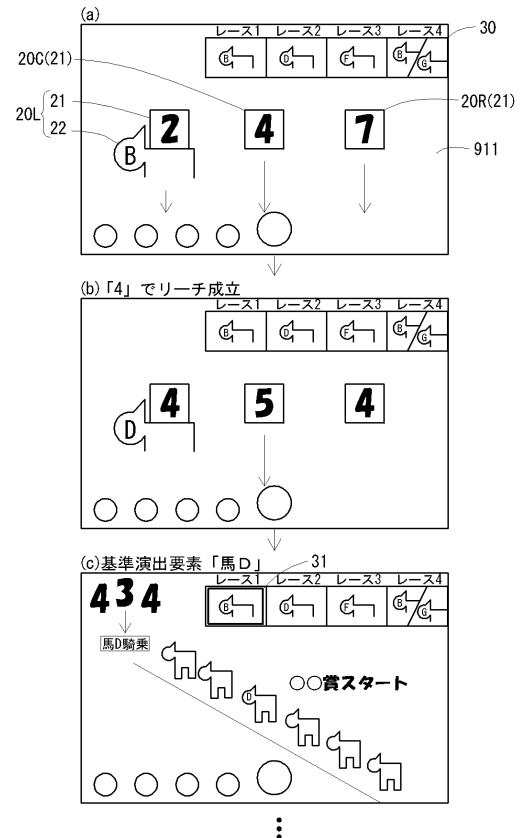 (a)
レース1 レース2 レース3 レース4
30
B D F B G
20C(21)
20R(21)
20L 21
22
2 4 7
B
911
(b)「4」でリーチ成立
レース1 レース2 レース3 レース4
B D F B G
4 5 4
D
(c)基準演出要素「馬D」
31
レース1 レース2 レース3 レース4
B D F B G
4 3 4
馬D騎乗
D
○○賞スタート